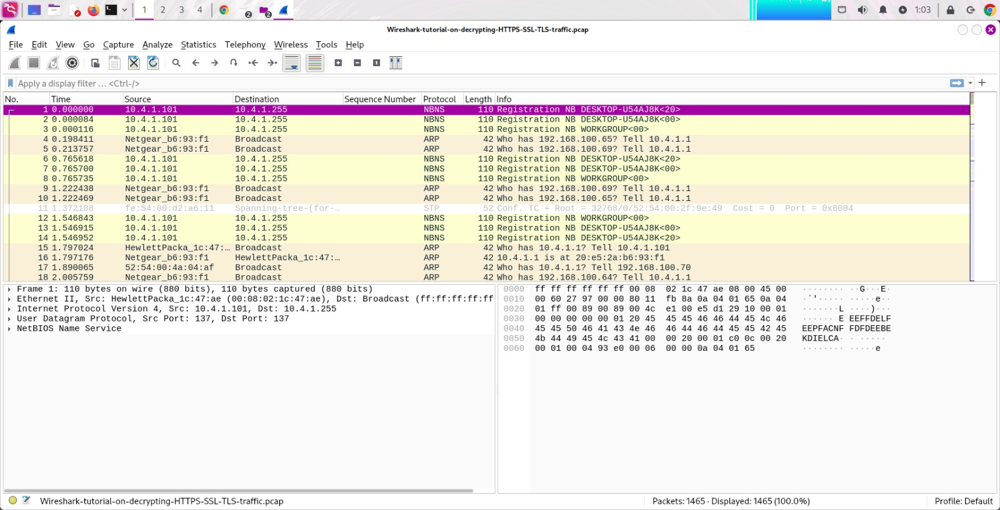 1 2 3 4 2 2 1:03
Wireshark-tutorial-on-decrypting-HTTPS-SSL-TLS-traffic.pcap
File Edit View Go Capture Analyze Statistics Telephony Wireless Tools Help
Apply a display filter … <Ctrl-/>
No. Time Source Destination Sequence Number Protocol Length Info
1 0.000000 10.4.1.101 10.4.1.255 NBNS 110 Registration NB DESKTOP-U54AJ8K<20>
2 0.000084 10.4.1.101 10.4.1.255 NBNS 110 Registration NB DESKTOP-U54AJ8K<00>
3 0.000116 10.4.1.101 10.4.1.255 NBNS 110 Registration NB WORKGROUP<00>
4 0.198411 Netgear_b6:93:f1 Broadcast ARP 42 Who has 192.168.100.65? Tell 10.4.1.1
5 0.213757 Netgear_b6:93:f1 Broadcast ARP 42 Who has 192.168.100.69? Tell 10.4.1.1
6 0.765618 10.4.1.101 10.4.1.255 NBNS 110 Registration NB DESKTOP-U54AJ8K<20>
7 0.765700 10.4.1.101 10.4.1.255 NBNS 110 Registration NB DESKTOP-U54AJ8K<00>
8 0.765735 10.4.1.101 10.4.1.255 NBNS 110 Registration NB WORKGROUP<00>
9 1.222438 Netgear_b6:93:f1 Broadcast ARP 42 Who has 192.168.100.69? Tell 10.4.1.1
10 1.222469 Netgear_b6:93:f1 Broadcast ARP 42 Who has 192.168.100.65? Tell 10.4.1.1
11 1.372108 fe:54:00:d2:a6:11 Spanning-tree-(for-… STP 52 Conf. TC + Root = 32768/0/52:54:00:2f:9e:49 Cost = 0 Port = 0x8004
12 1.546843 10.4.1.101 10.4.1.255 NBNS 110 Registration NB WORKGROUP<00>
13 1.546915 10.4.1.101 10.4.1.255 NBNS 110 Registration NB DESKTOP-U54AJ8K<00>
14 1.546952 10.4.1.101 10.4.1.255 NBNS 110 Registration NB DESKTOP-U54AJ8K<20>
15 1.797024 HewlettPacka_1c:47:… Broadcast ARP 42 Who has 10.4.1.1? Tell 10.4.1.101
16 1.797176 Netgear_b6:93:f1 HewlettPacka_1c:47:… ARP 42 10.4.1.1 is at 20:e5:2a:b6:93:f1
17 1.890065 52:54:00:4a:04:af Broadcast ARP 42 Who has 10.4.1.1? Tell 192.168.100.70
18 2.005759 Netgear_b6:93:f1 Broadcast ARP 42 Who has 192.168.100.64? Tell 10.4.1.1
Frame 1: 110 bytes on wire (880 bits), 110 bytes captured (880 bits)
Ethernet II, Src: HewlettPacka_1c:47:ae (00:08:02:1c:47:ae), Dst: Broadcast (ff:ff:ff:ff:ff
Internet Protocol Version 4, Src: 10.4.1.101, Dst: 10.4.1.255
User Datagram Protocol, Src Port: 137, Dst Port: 137
NetBIOS Name Service
0000 ff ff ff ff ff ff 00 08 02 1c 47 ae 08 00 45 00 ········ ··G···E·
0010 00 60 27 97 00 00 80 11 fb 8a 0a 04 01 65 0a 04 ·`'····· ·····e··
0020 01 ff 00 89 00 89 00 4c e1 00 e5 d1 29 10 00 01 ·······L ····)···
0030 00 00 00 00 00 01 20 45 45 45 46 46 44 45 4c 46 ······ E EEFFDELF
0040 45 45 50 46 41 43 4e 46 46 44 46 44 45 45 42 45 EEPFACNF FDFDEEBE
0050 4b 44 49 45 4c 43 41 00 00 20 00 01 c0 0c 00 20 KDIELCA· · ·····
0060 00 01 00 04 93 e0 00 06 00 00 0a 04 01 65 ········ ·····e
Wireshark-tutorial-on-decrypting-HTTPS-SSL-TLS-traffic.pcap Packets: 1465 · Displayed: 1465 (100.0%) Profile: Default